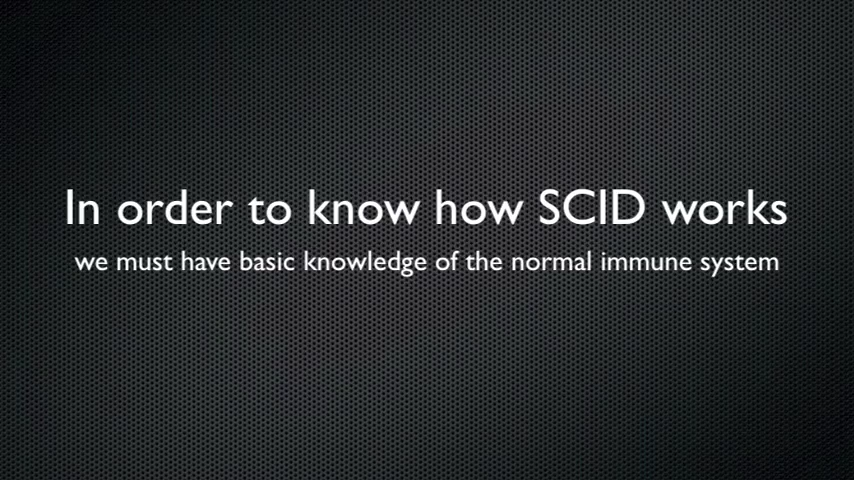 In order to know how SCID works
we must have basic knowledge of the normal immune system